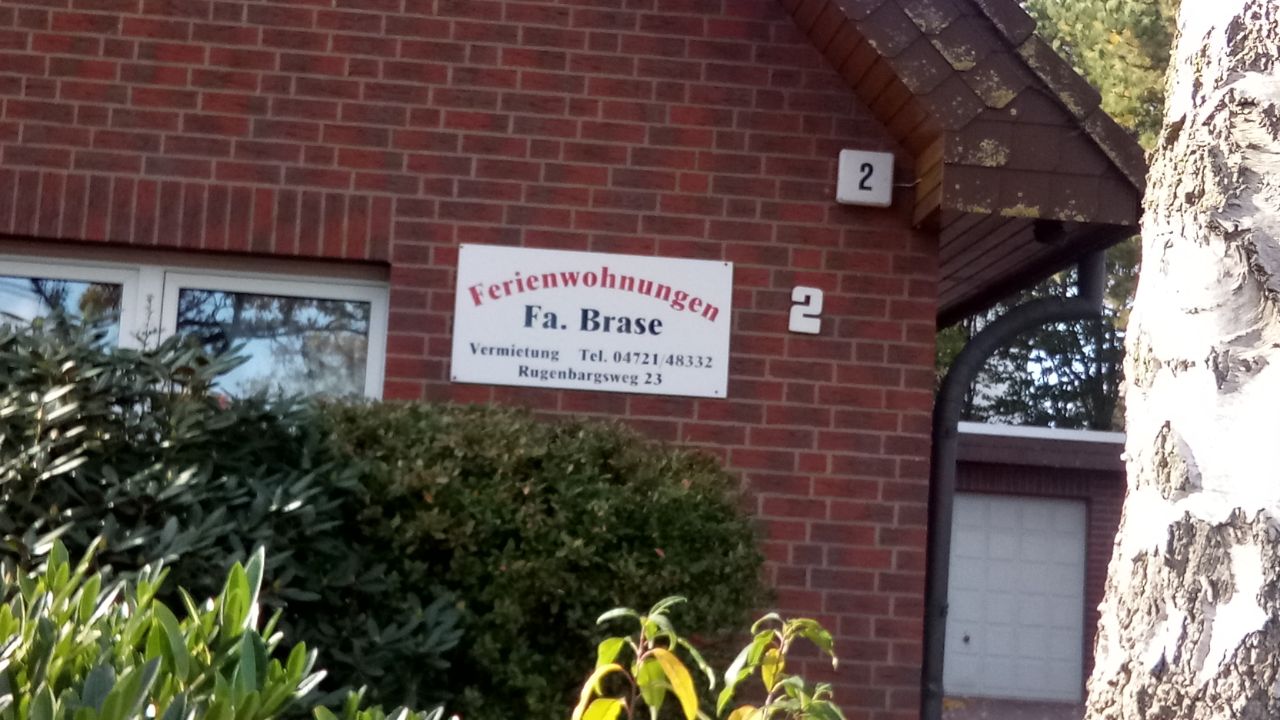 2
Ferienwohnungen
Fa. Brase
2
Vermietung Tel. 04721/48332
Rugenbargsweg 23